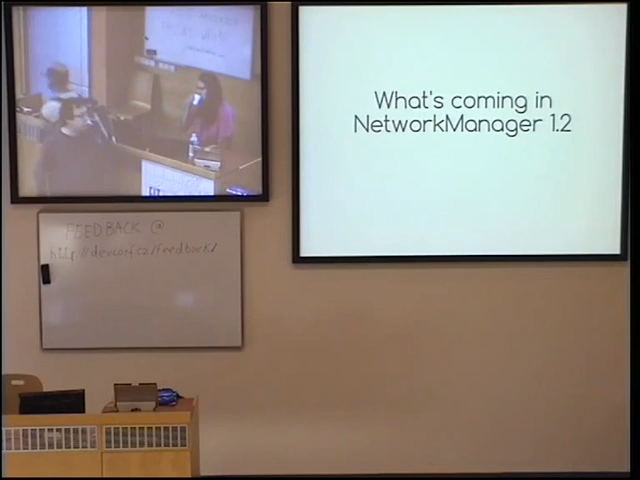 What's coming in
NetworkManager 1.2
FEEDBACK @
http://devconf.cz/feedback/